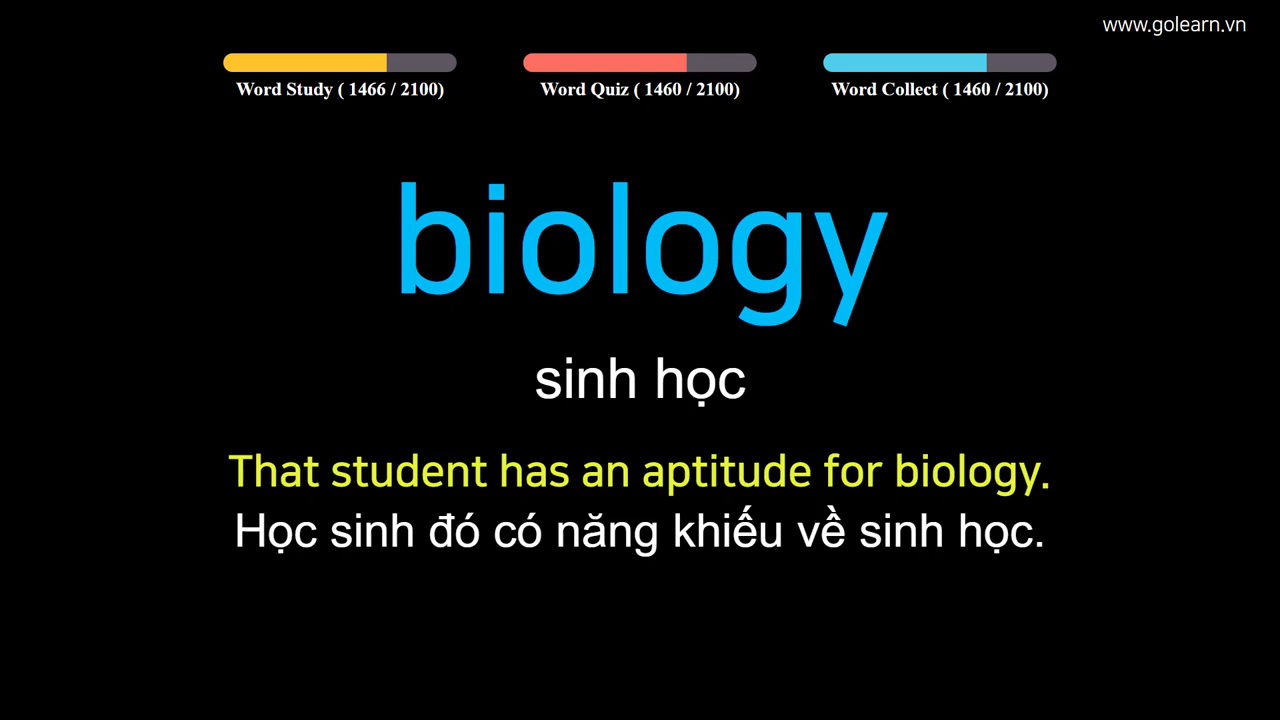 www.golearn.vn
Word Study ( 1466 / 2100)
Word Quiz ( 1460 / 2100)
Word Collect ( 1460 / 2100)
biology
sinh học
That student has an aptitude for biology.
Học sinh đó có năng khiếu về sinh học.